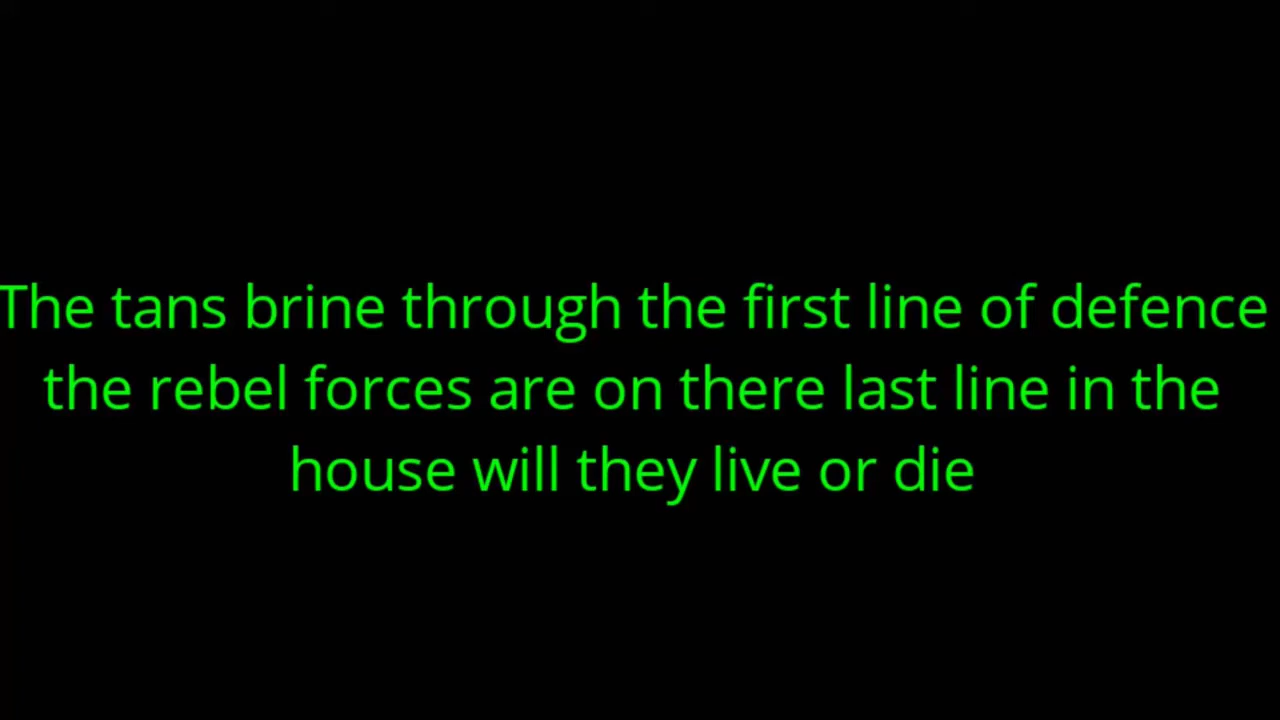 The tans brine through the first line of defence
the rebel forces are on there last line in the
house will they live or die